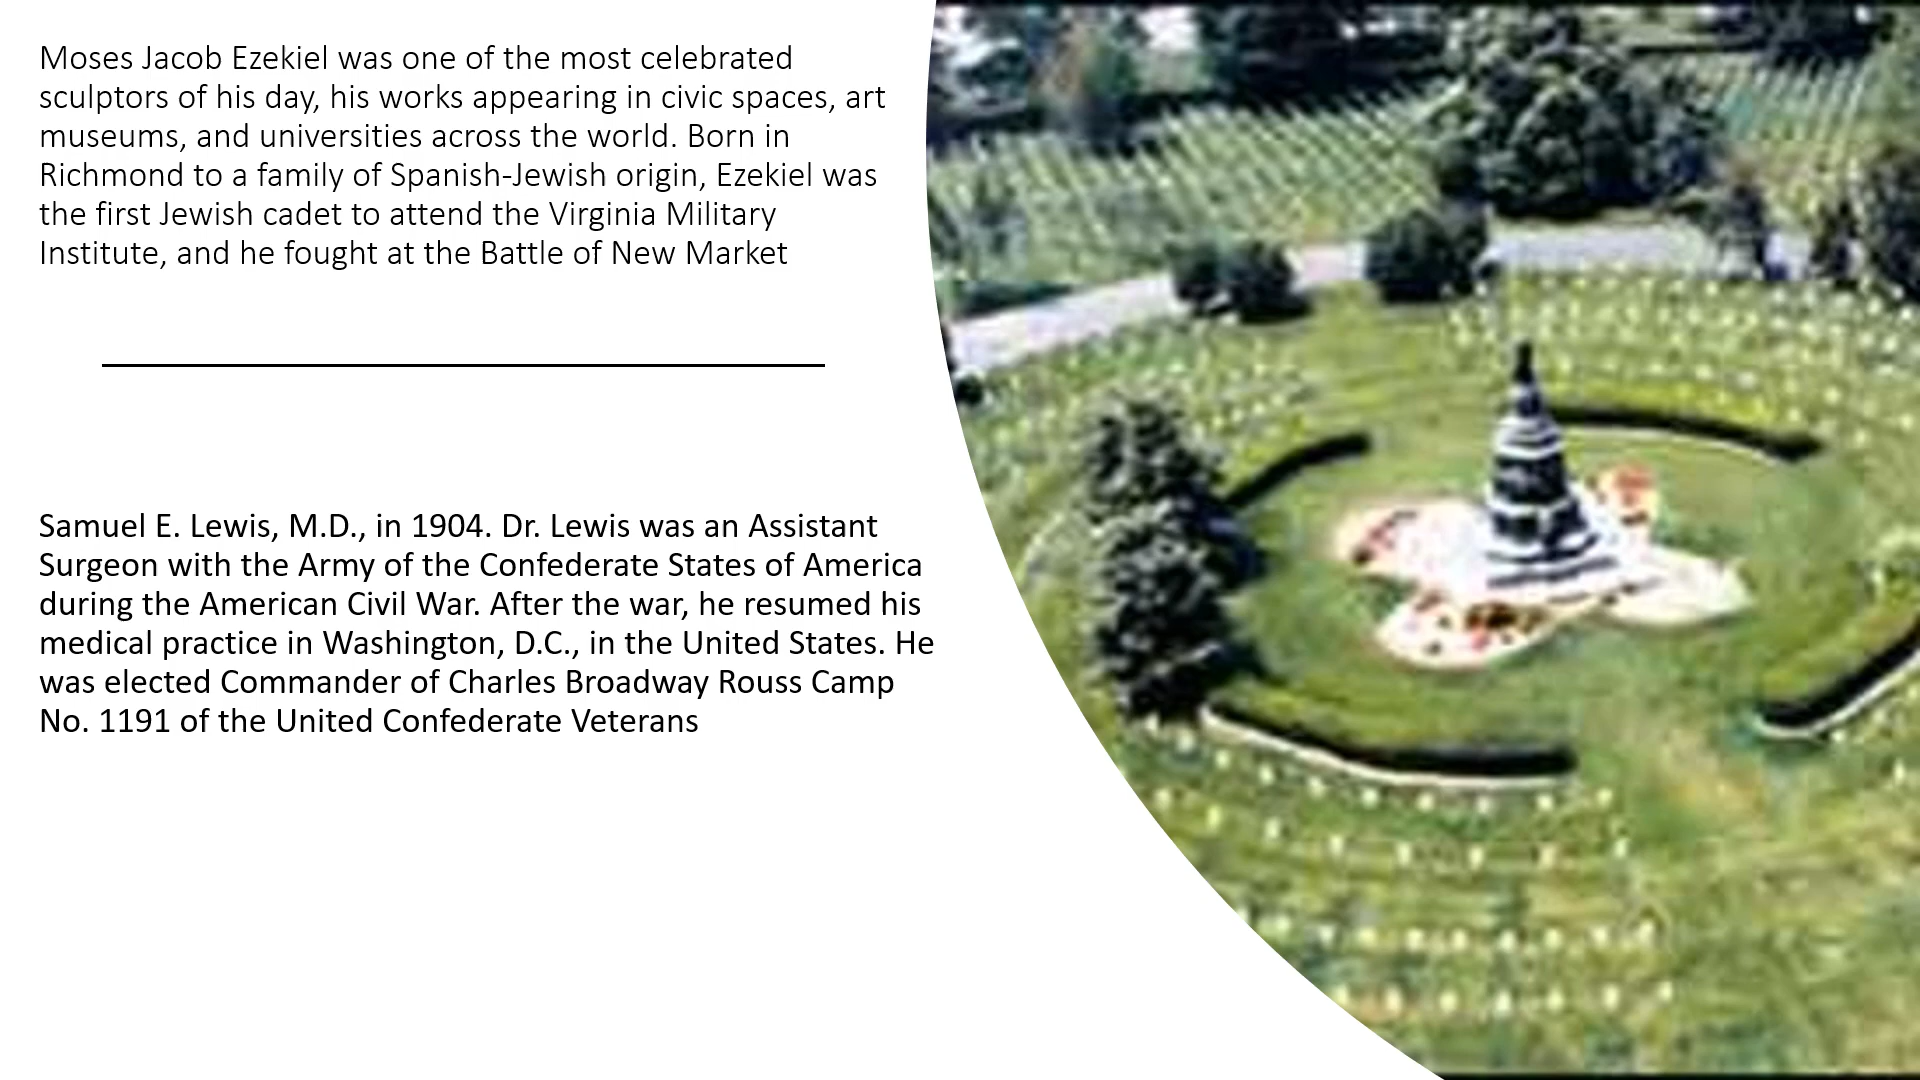 Moses Jacob Ezekiel was one of the most celebrated
sculptors of his day, his works appearing in civic spaces, art
museums, and universities across the world. Born in
Richmond to a family of Spanish-Jewish origin, Ezekiel was
the first Jewish cadet to attend the Virginia Military
Institute, and he fought at the Battle of New Market
Samuel E. Lewis, M.D., in 1904. Dr. Lewis was an Assistant
Surgeon with the Army of the Confederate States of America
during the American Civil War. After the war, he resumed his
medical practice in Washington, D.C., in the United States. He
was elected Commander of Charles Broadway Rouss Camp
No. 1191 of the United Confederate Veterans